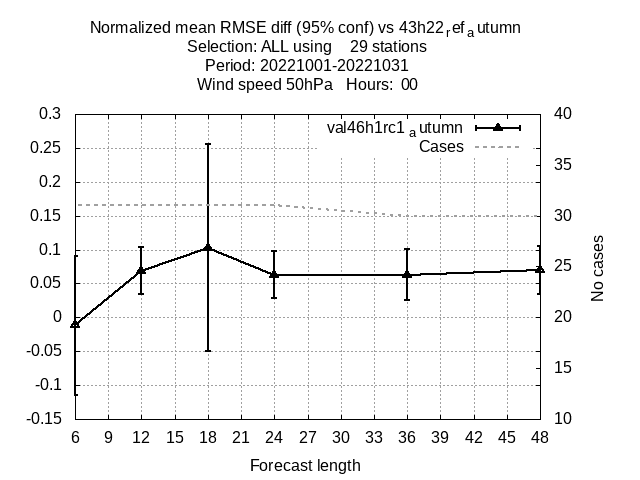 Normalized mean RMSE diff (95% conf) vs 43h22refautumn
Selection: ALL using 29 stations
Period: 20221001-20221031
Wind speed 50hPa Hours: 00
val46h1rc1autumn
Cases
0.3
0.25
0.2
0.15
0.1
0.05
0
-0.05
-0.1
-0.15
40
35
30
25
20
15
10
No cases
6 9 12 15 18 21 24 27 30 33 36 39 42 45 48
Forecast length